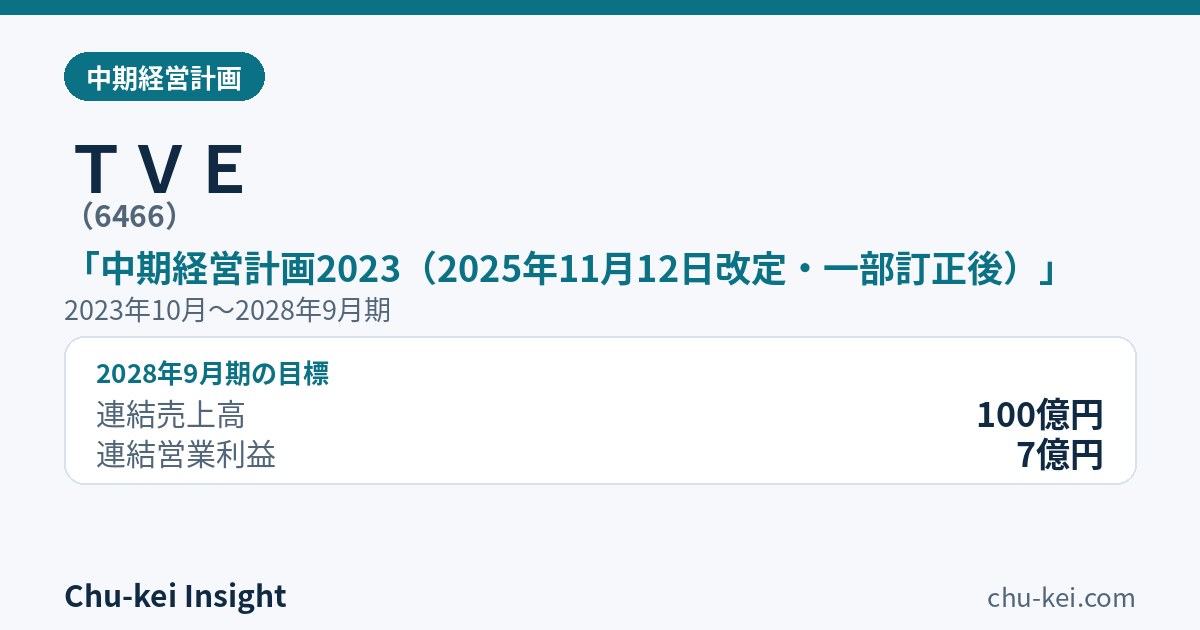 中期経営計画
ＴＶＥ
（6466）
「中期経営計画2023（2025年11月12日改定・一部訂正後）」
2023年10月～2028年9月期
2028年9月期の目標
連結売上高 100億円
連結営業利益 7億円
Chu-kei Insight chu-kei.com